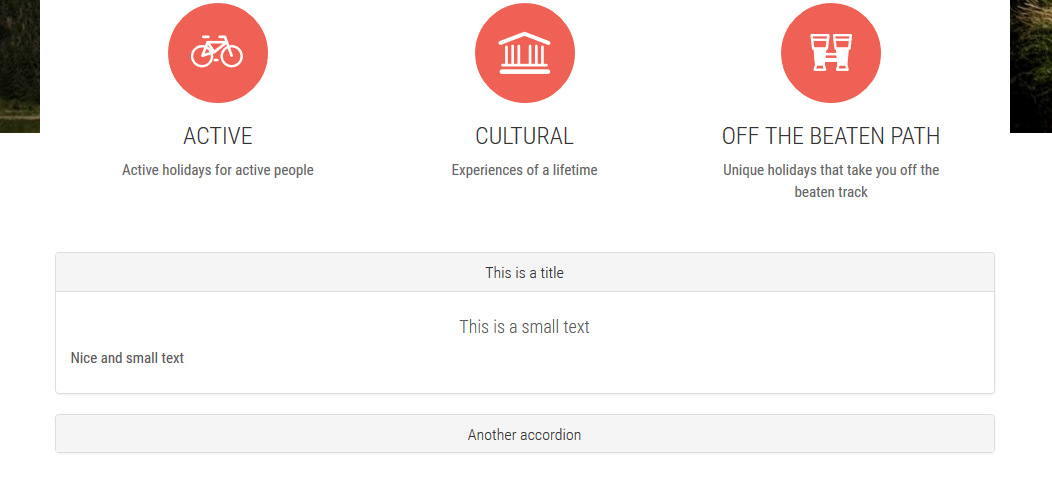 ACTIVE
Active holidays for active people
CULTURAL
Experiences of a lifetime
OFF THE BEATEN PATH
Unique holidays that take you off the
beaten track
This is a title
This is a small text
Nice and small text
Another accordion